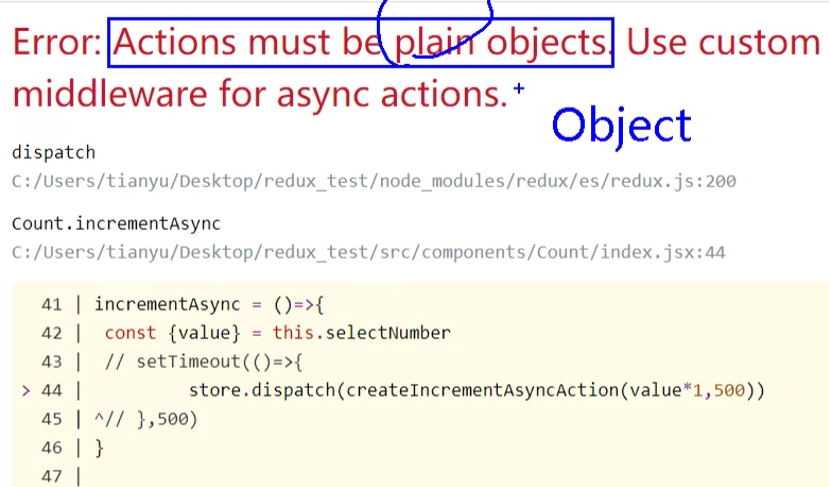 Error: Actions must be plain objects. Use custom
middleware for async actions.+
Object
dispatch
C:/Users/tianyu/Desktop/redux_test/node_modules/redux/es/redux.js:200
Count.incrementAsync
C:/Users/tianyu/Desktop/redux_test/src/components/Count/index.jsx:44
41 | incrementAsync = ()=>{
42 | const {value} = this.selectNumber
43 | // setTimeout(()=>{
> 44 | store.dispatch(createIncrementAsyncAction(value*1,500))
45 | ^// },500)
46 | }
47 |